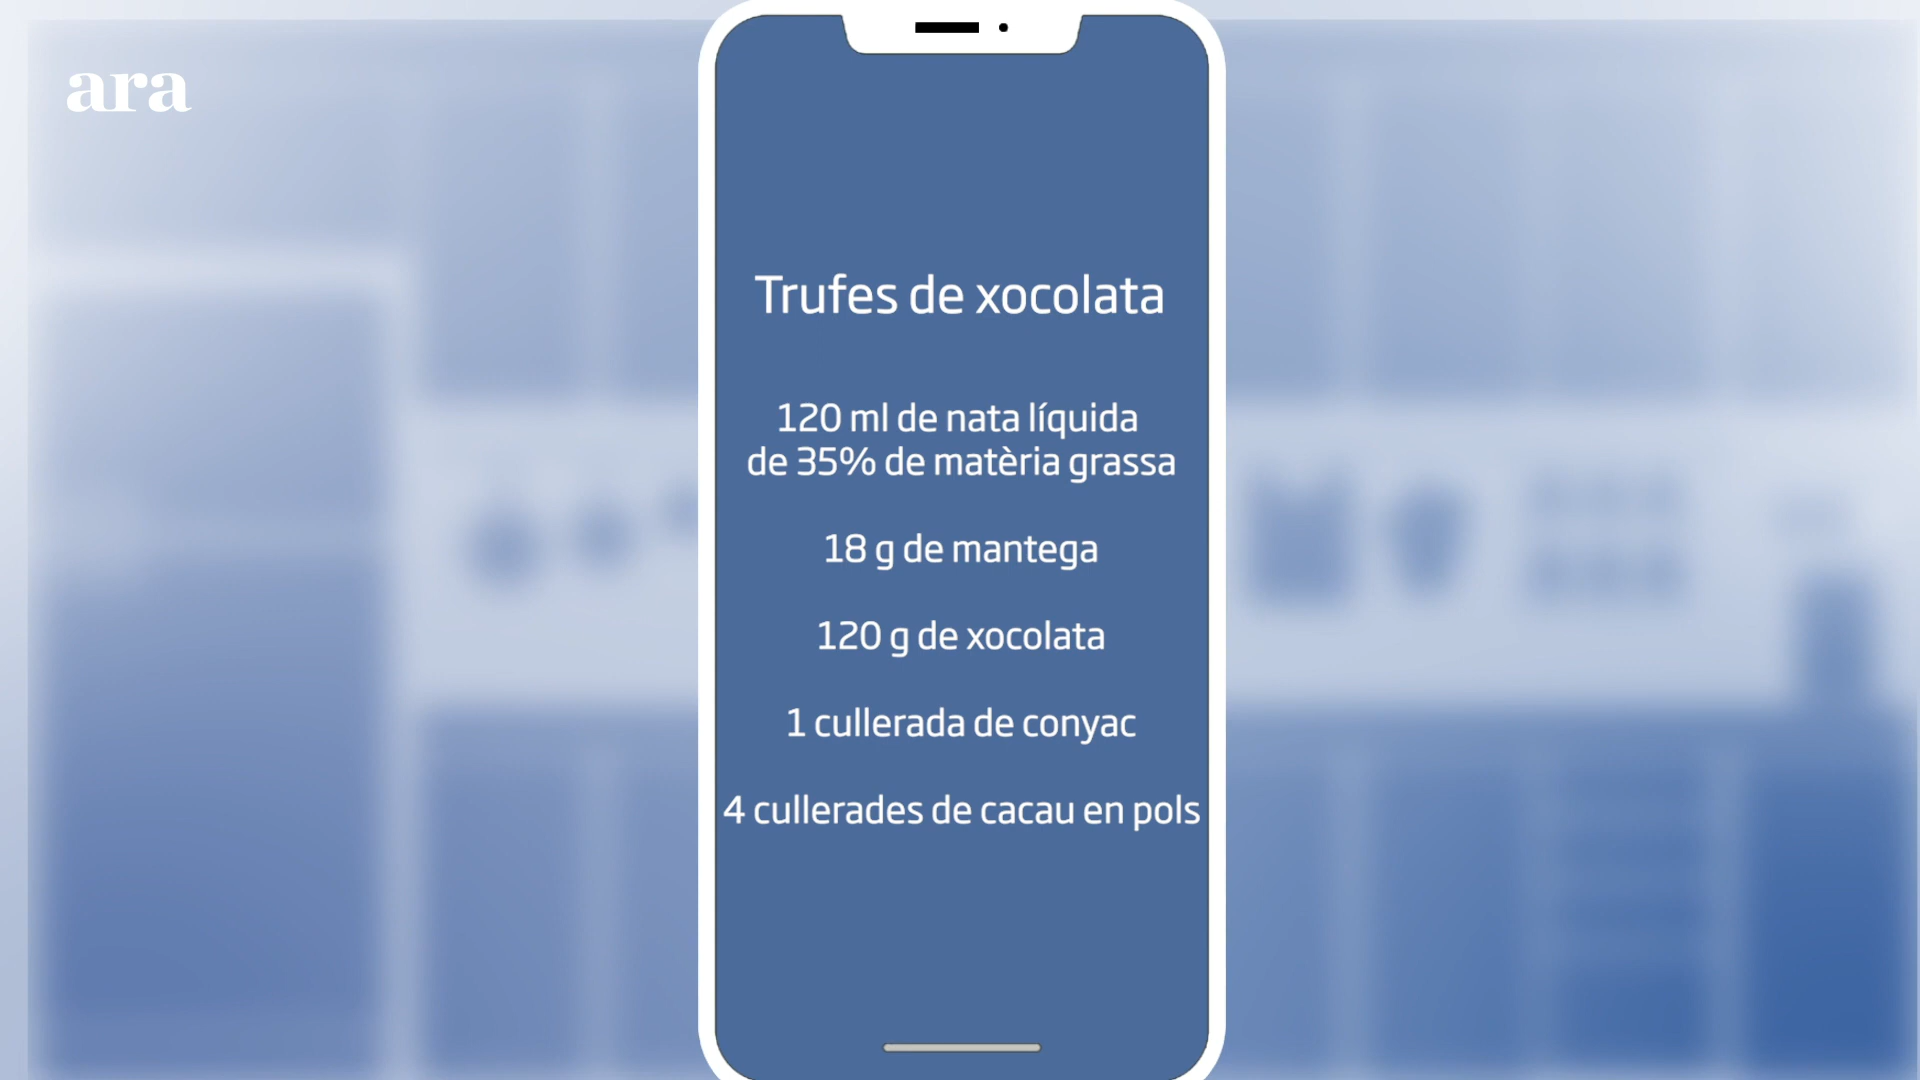 ara
Trufes de xocolata
120 ml de nata líquida
de 35% de matèria grassa
18 g de mantega
120 g de xocolata
1 cullerada de conyac
4 cullerades de cacau en pols